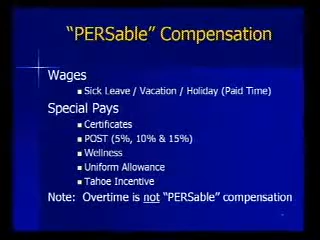 “PERSable” Compensation
Wages
Sick Leave / Vacation / Holiday (Paid Time)
Special Pays
Certificates
POST (5%, 10% & 15%)
Wellness
Uniform Allowance
Tahoe Incentive
Note: Overtime is not “PERSable” compensation